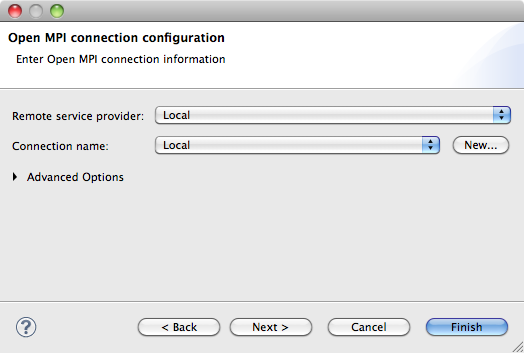 Open MPI connection configuration
Enter Open MPI connection information
Remote service provider: Local
Connection name: Local New...
Advanced Options
? < Back Next > Cancel Finish